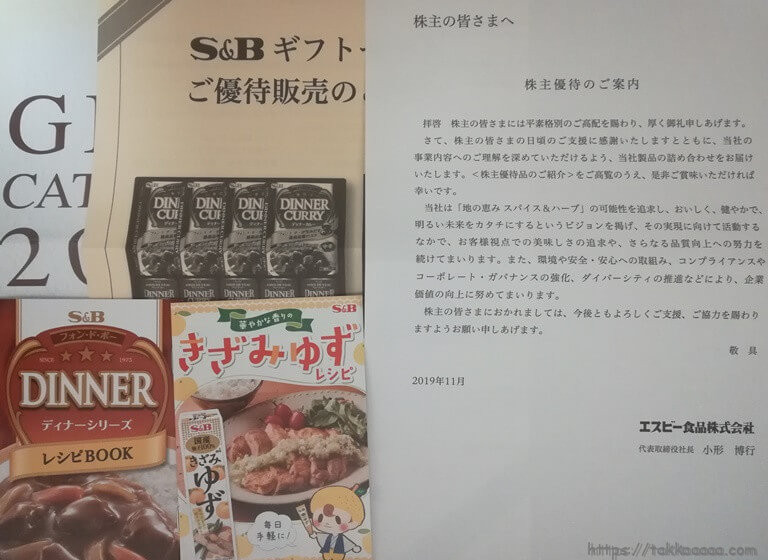 G
CAT
20
S&B ギフト
ご優待販売の
S&B
DINNER
CURRY
S&B
DINNER
CURRY
S&B
DINNER
CURRY
S&B
DINNER
CURRY
DINNER
DINNER
DINNER
DINNER
S&B
フォン・ド・ボー
SINCE 1975
DINNER
ディナーシリーズ
レシピBOOK
S&B
華やかな香りの
きざみゆず
レシピ
S&B
国産
きざみ
ゆず
毎日
手軽に!
株主の皆さまへ
株主優待のご案内
拝啓 株主の皆さまには平素格別のご高配を賜わり、厚く御礼申しあげます。
さて、株主の皆さまの日頃のご支援に感謝いたしますとともに、当社の
事業内容へのご理解を深めていただけるよう、当社製品の詰め合わせをお届け
いたします。<株主優待品のご紹介>をご高覧のうえ、是非ご賞味いただければ
幸いです。
当社は「地の恵み スパイス&ハーブ」の可能性を追求し、おいしく、健やかで、
明るい未来をカタチにするというビジョンを掲げ、その実現に向けて活動する
なかで、お客様視点での美味しさの追求や、さらなる品質向上への努力を
続けてまいります。また、環境や安全・安心への取組み、コンプライアンスや
コーポレート・ガバナンスの強化、ダイバーシティの推進などにより、企業
価値の向上に努めてまいります。
株主の皆さまにおかれましては、今後ともよろしくご支援、ご協力を賜わり
ますようお願い申しあげます。
敬 具
2019年11月
エスビー食品株式会社
代表取締役社長 小形 博行
https://takkaaaaa.com/